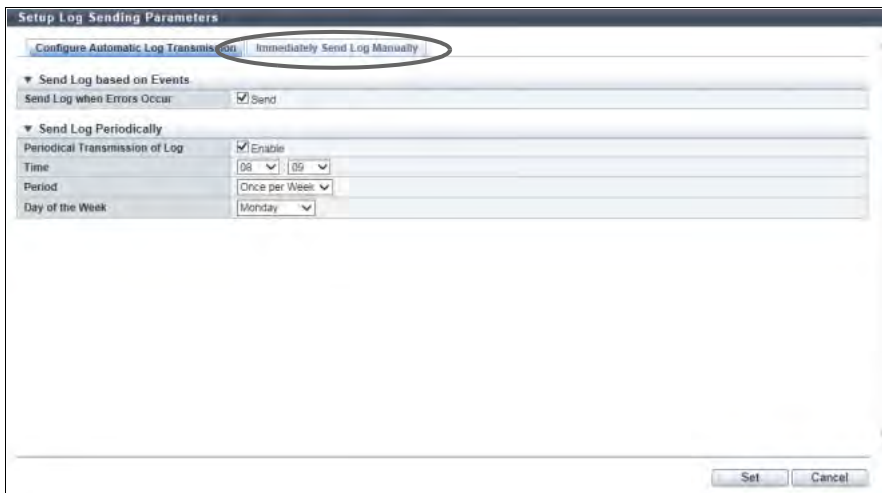 Setup Log Sending Parameters
Configure Automatic Log Transmission Immediately Send Log Manually
▼ Send Log based on Events
Send Log when Errors Occur Send
▼ Send Log Periodically
Periodical Transmission of Log Enable
Time 08 : 09
Period Once per Week
Day of the Week Monday
Set Cancel